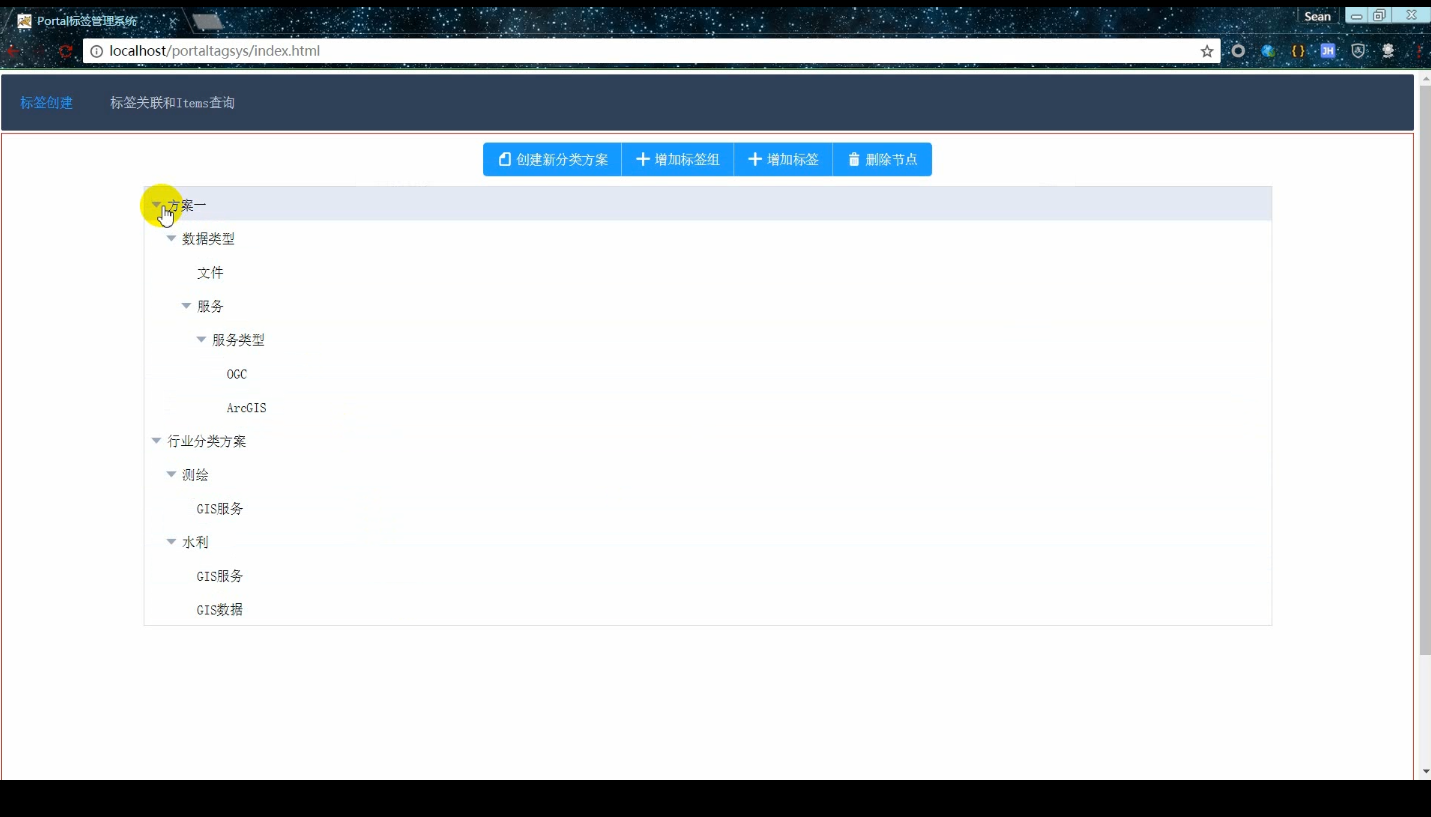 Portal标签管理系统
Sean
localhost/portaltagsys/index.html
JH
标签创建 标签关联和Items查询
创建新分类方案 增加标签组 增加标签 删除节点
方案一
数据类型
文件
服务
服务类型
OGC
ArcGIS
行业分类方案
测绘
GIS服务
水利
GIS服务
GIS数据